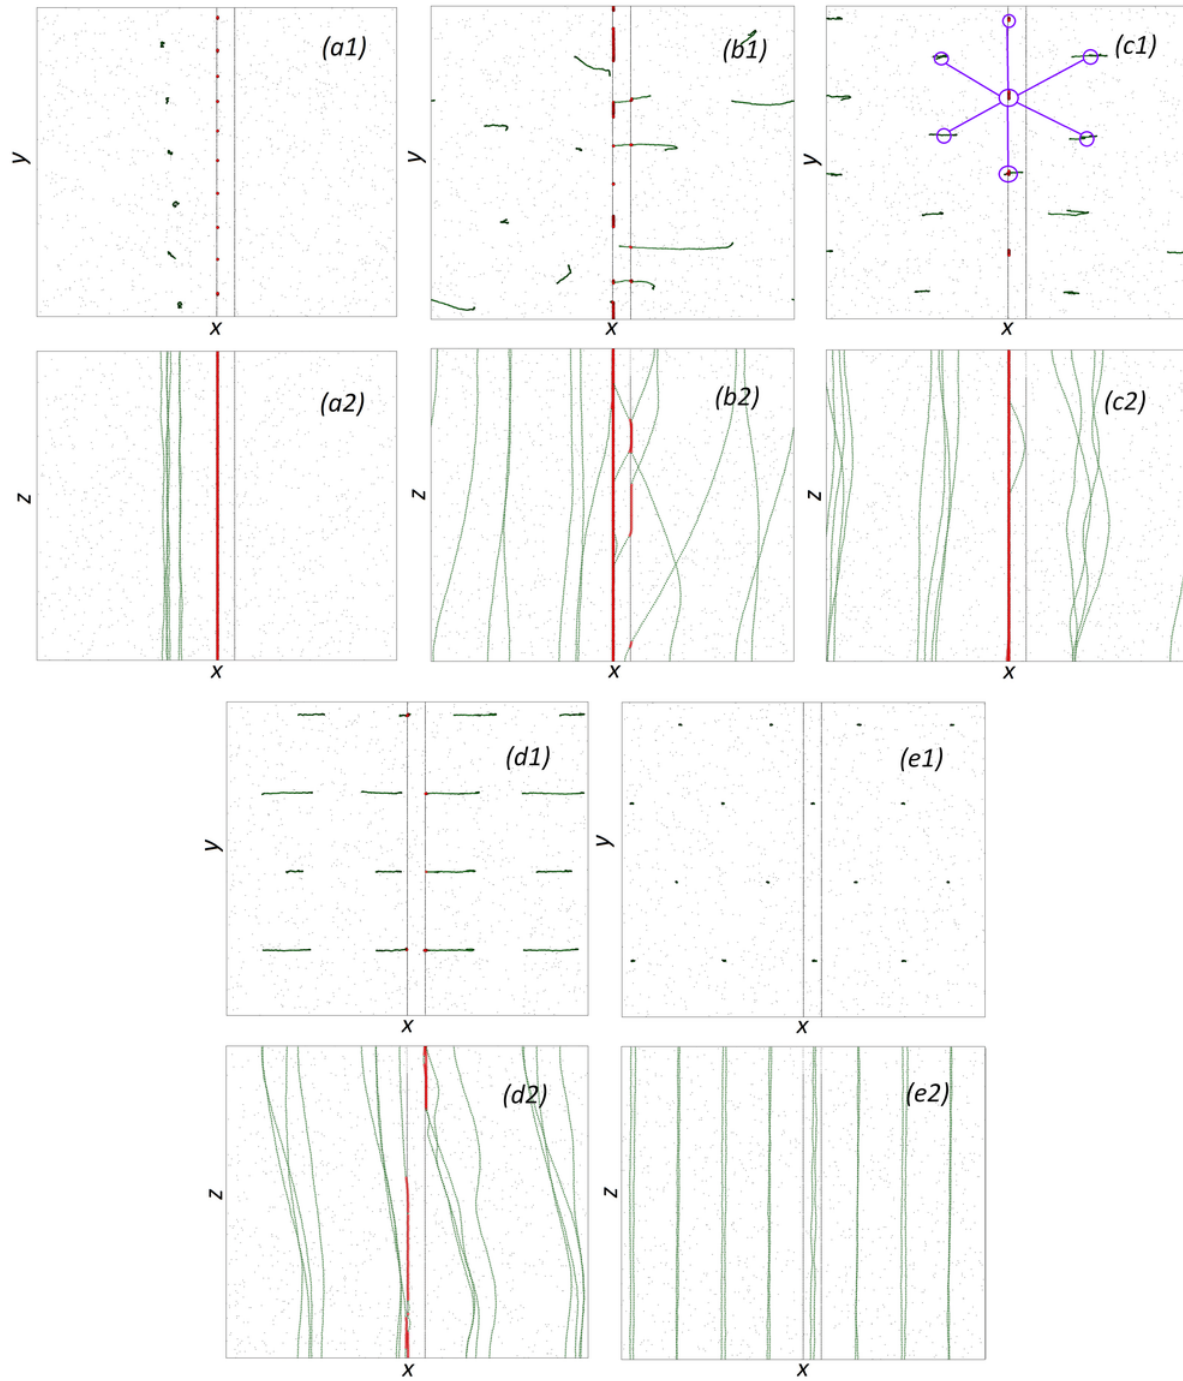 (a1) (b1) (c1)
y y y
x x x
(a2) (b2) (c2)
z z z
x x x
(d1) (e1)
y y
x x
(d2) (e2)
z z
x x